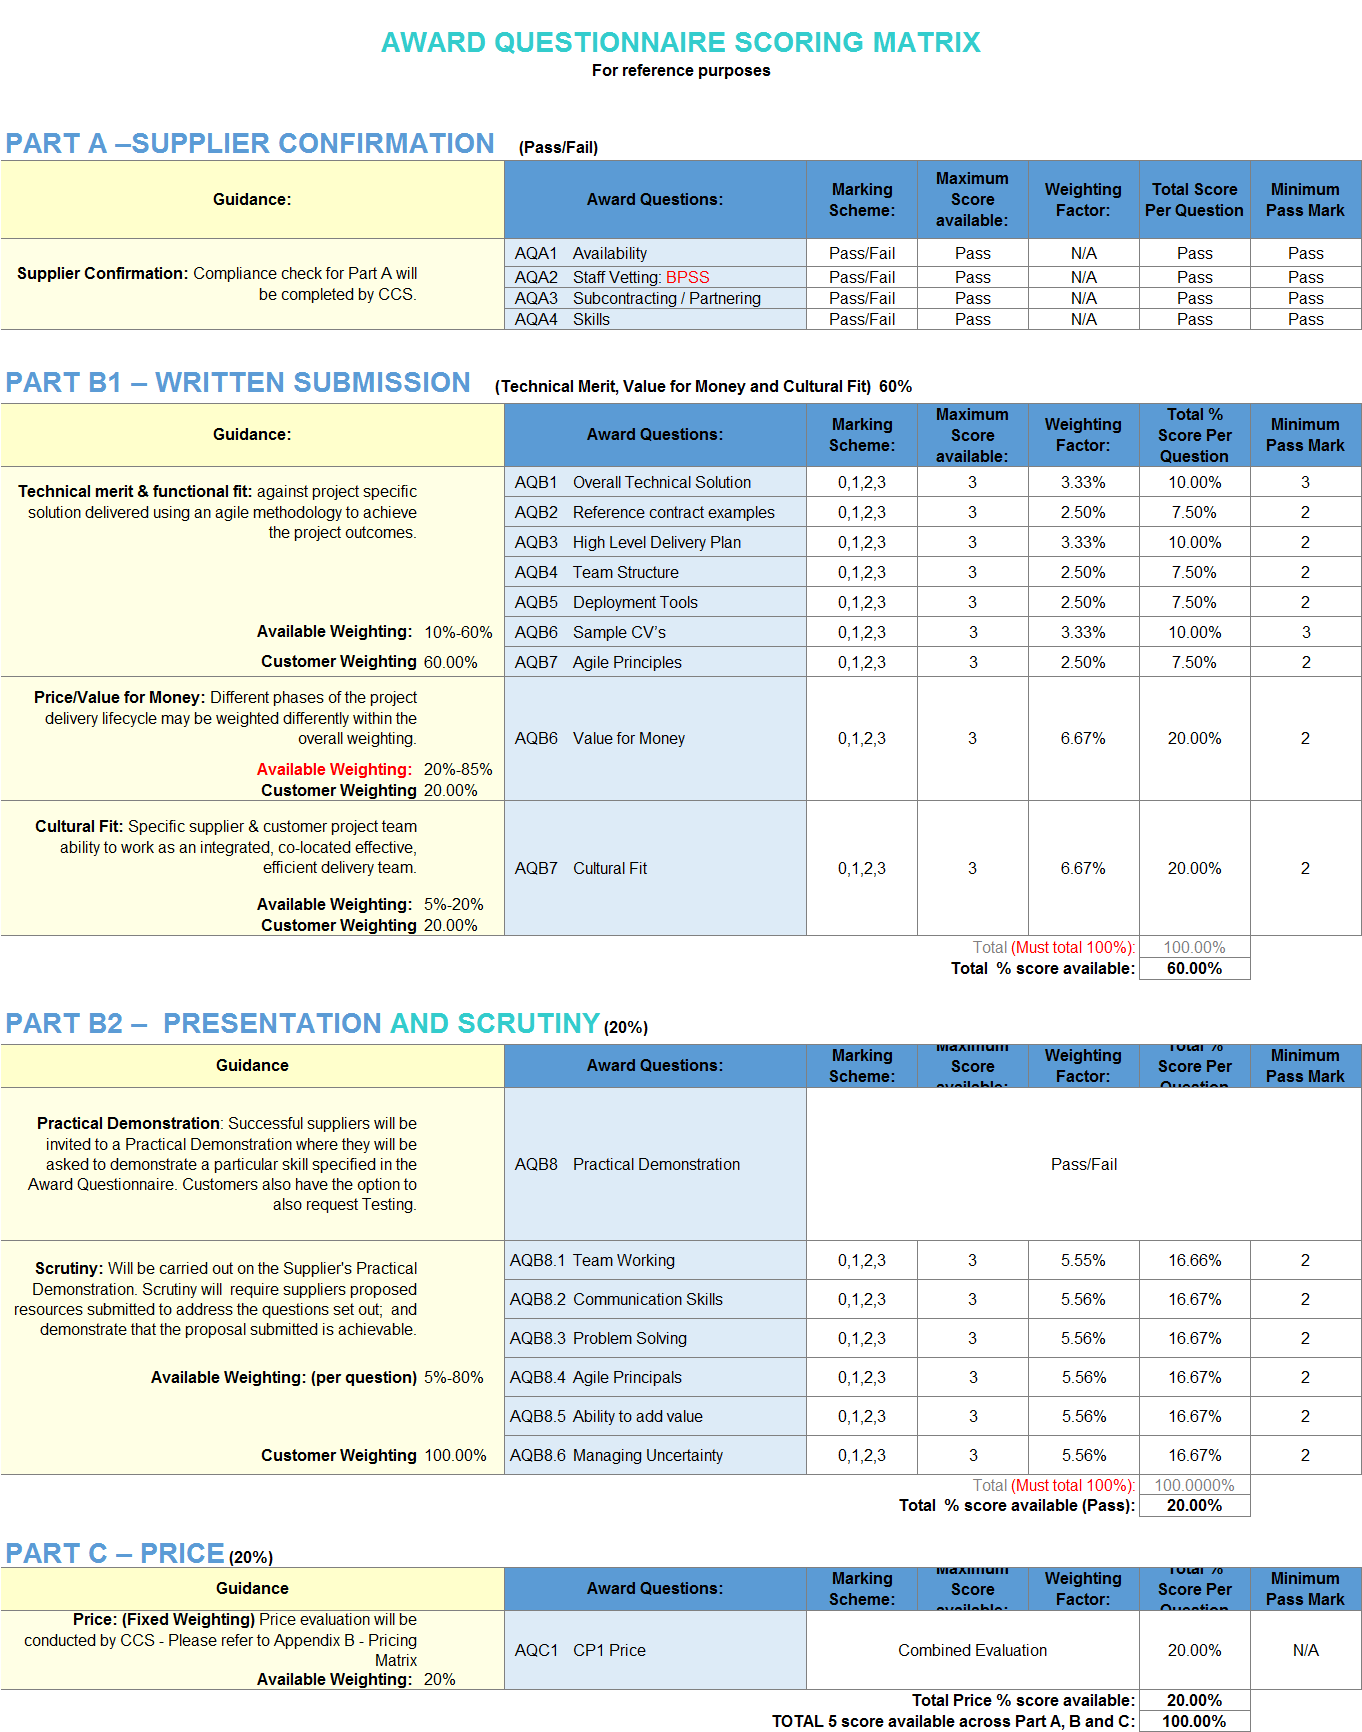 AWARD QUESTIONNAIRE SCORING MATRIX
For reference purposes
PART A –SUPPLIER CONFIRMATION (Pass/Fail)
Guidance: Award Questions: Marking Scheme: Maximum Score available: Weighting Factor: Total Score Per Question Minimum Pass Mark
Supplier Confirmation: Compliance check for Part A will
be completed by CCS.
AQA1 Availability Pass/Fail Pass N/A Pass Pass
AQA2 Staff Vetting: BPSS Pass/Fail Pass N/A Pass Pass
AQA3 Subcontracting / Partnering Pass/Fail Pass N/A Pass Pass
AQA4 Skills Pass/Fail Pass N/A Pass Pass
PART B1 – WRITTEN SUBMISSION (Technical Merit, Value for Money and Cultural Fit) 60%
Guidance: Award Questions: Marking Scheme: Maximum Score available: Weighting Factor: Total % Score Per Question Minimum Pass Mark
Technical merit & functional fit: against project specific
solution delivered using an agile methodology to achieve
the project outcomes.
Available Weighting: 10%-60%
Customer Weighting 60.00%
AQB1 Overall Technical Solution 0,1,2,3 3 3.33% 10.00% 3
AQB2 Reference contract examples 0,1,2,3 3 2.50% 7.50% 2
AQB3 High Level Delivery Plan 0,1,2,3 3 3.33% 10.00% 2
AQB4 Team Structure 0,1,2,3 3 2.50% 7.50% 2
AQB5 Deployment Tools 0,1,2,3 3 2.50% 7.50% 2
AQB6 Sample CV's 0,1,2,3 3 3.33% 10.00% 3
AQB7 Agile Principles 0,1,2,3 3 2.50% 7.50% 2
Price/Value for Money: Different phases of the project
delivery lifecycle may be weighted differently within the
overall weighting.
Available Weighting: 20%-85%
Customer Weighting 20.00%
AQB6 Value for Money 0,1,2,3 3 6.67% 20.00% 2
Cultural Fit: Specific supplier & customer project team
ability to work as an integrated, co-located effective,
efficient delivery team.
Available Weighting: 5%-20%
Customer Weighting 20.00%
AQB7 Cultural Fit 0,1,2,3 3 6.67% 20.00% 2
Total (Must total 100%): 100.00%
Total % score available: 60.00%
PART B2 – PRESENTATION AND SCRUTINY (20%)
Guidance Award Questions: Marking Scheme: Maximum Score available: Weighting Factor: Total % Score Per Question Minimum Pass Mark
Practical Demonstration: Successful suppliers will be
invited to a Practical Demonstration where they will be
asked to demonstrate a particular skill specified in the
Award Questionnaire. Customers also have the option to
also request Testing.
AQB8 Practical Demonstration Pass/Fail
Scrutiny: Will be carried out on the Supplier's Practical
Demonstration. Scrutiny will require suppliers proposed
resources submitted to address the questions set out; and
demonstrate that the proposal submitted is achievable.
Available Weighting: (per question) 5%-80%
Customer Weighting 100.00%
AQB8.1 Team Working 0,1,2,3 3 5.55% 16.66% 2
AQB8.2 Communication Skills 0,1,2,3 3 5.56% 16.67% 2
AQB8.3 Problem Solving 0,1,2,3 3 5.56% 16.67% 2
AQB8.4 Agile Principals 0,1,2,3 3 5.56% 16.67% 2
AQB8.5 Ability to add value 0,1,2,3 3 5.56% 16.67% 2
AQB8.6 Managing Uncertainty 0,1,2,3 3 5.56% 16.67% 2
Total (Must total 100%): 100.0000%
Total % score available (Pass): 20.00%
PART C – PRICE (20%)
Guidance Award Questions: Marking Scheme: Maximum Score available: Weighting Factor: Total % Score Per Question Minimum Pass Mark
Price: (Fixed Weighting) Price evaluation will be
conducted by CCS - Please refer to Appendix B - Pricing
Matrix
Available Weighting: 20%
AQC1 CP1 Price Combined Evaluation 20.00% N/A
Total Price % score available: 20.00%
TOTAL 5 score available across Part A, B and C: 100.00%